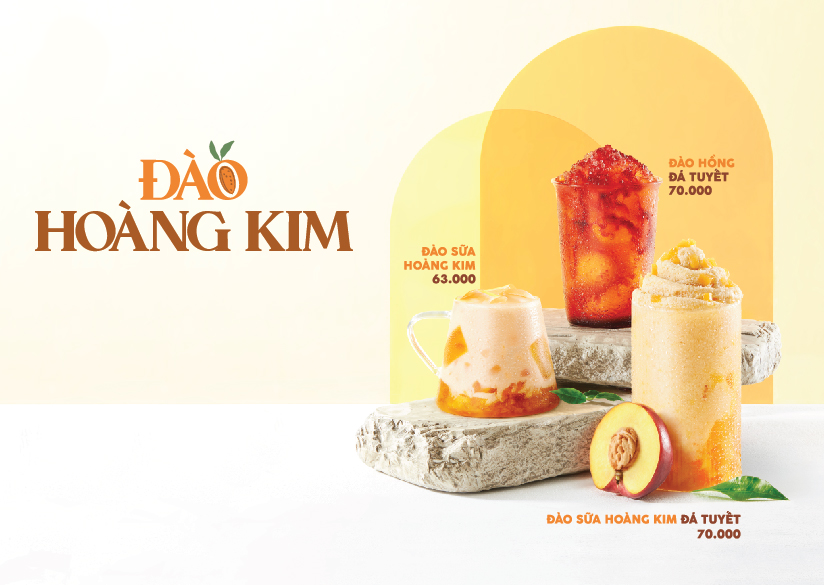 ĐÀO
HOÀNG KIM
ĐÀO HỒNG
ĐÁ TUYẾT
70.000
ĐÀO SỮA
HOÀNG KIM
63.000
ĐÀO SỮA HOÀNG KIM ĐÁ TUYẾT
70.000